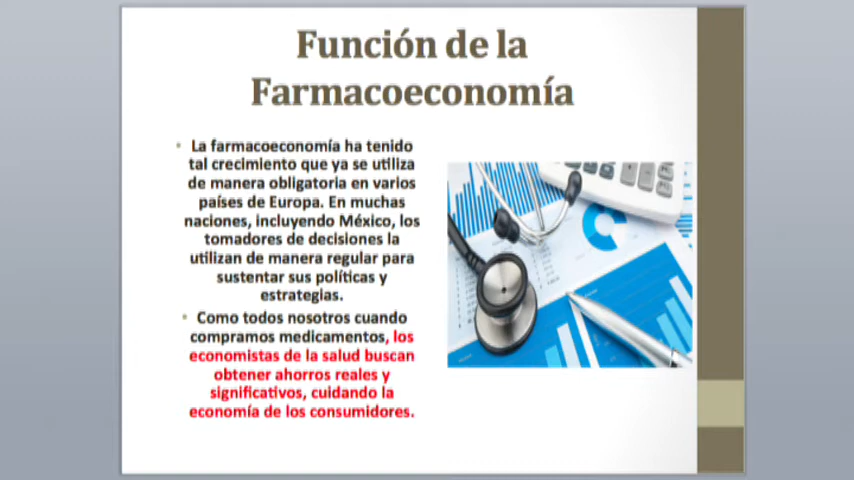 Función de la
Farmacoeconomía
• La farmacoeconomía ha tenido
tal crecimiento que ya se utiliza
de manera obligatoria en varios
países de Europa. En muchas
naciones, incluyendo México, los
tomadores de decisiones la
utilizan de manera regular para
sustentar sus políticas y
estrategias.
• Como todos nosotros cuando
compramos medicamentos, los
economistas de la salud buscan
obtener ahorros reales y
significativos, cuidando la
economía de los consumidores.